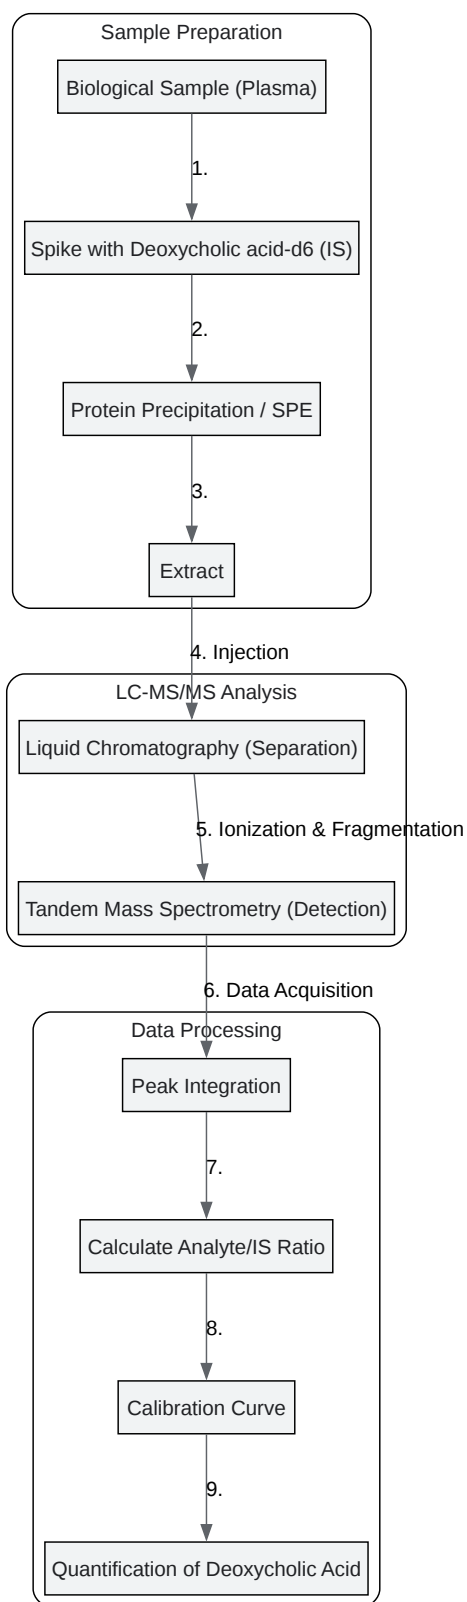 Sample Preparation
Biological Sample (Plasma)
1.
Spike with Deoxycholic acid-d6 (IS)
2.
Protein Precipitation / SPE
3.
Extract
4. Injection
LC-MS/MS Analysis
Liquid Chromatography (Separation)
5. Ionization & Fragmentation
Tandem Mass Spectrometry (Detection)
6. Data Acquisition
Data Processing
Peak Integration
7.
Calculate Analyte/IS Ratio
8.
Calibration Curve
9.
Quantification of Deoxycholic Acid